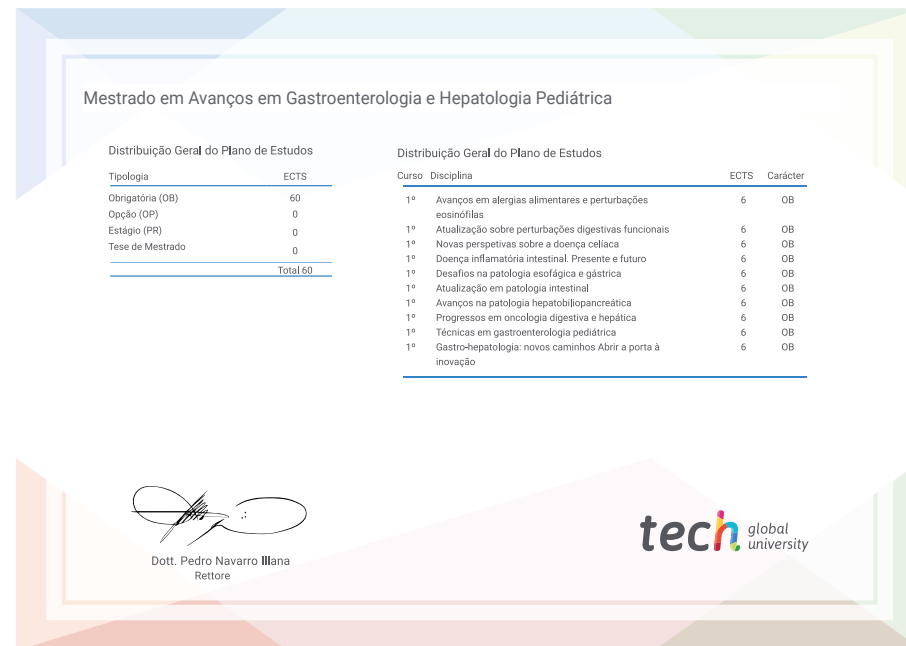 Mestrado em Avanços em Gastroenterologia e Hepatologia Pediátrica
Distribuição Geral do Plano de Estudos
Tipologia ECTS
Obrigatória (OB) 60
Opção (OP) 0
Estágio (PR) 0
Tese de Mestrado 0
Total 60
Distribuição Geral do Plano de Estudos
Curso Disciplina ECTS Carácter
1º Avanços em alergias alimentares e perturbações 6 OB
eosinófilas
1º Atualização sobre perturbações digestivas funcionais 6 OB
1º Novas perspetivas sobre a doença celíaca 6 OB
1º Doença inflamatória intestinal. Presente e futuro 6 OB
1º Desafios na patologia esofágica e gástrica 6 OB
1º Atualização em patologia intestinal 6 OB
1º Avanços na patologia hepatobiliopancreática 6 OB
1º Progressos em oncologia digestiva e hepática 6 OB
1º Técnicas em gastroenterologia pediátrica 6 OB
1º Gastro-hepatologia: novos caminhos Abrir a porta à 6 OB
inovação
Dott. Pedro Navarro Illana
Rettore
tech global
university